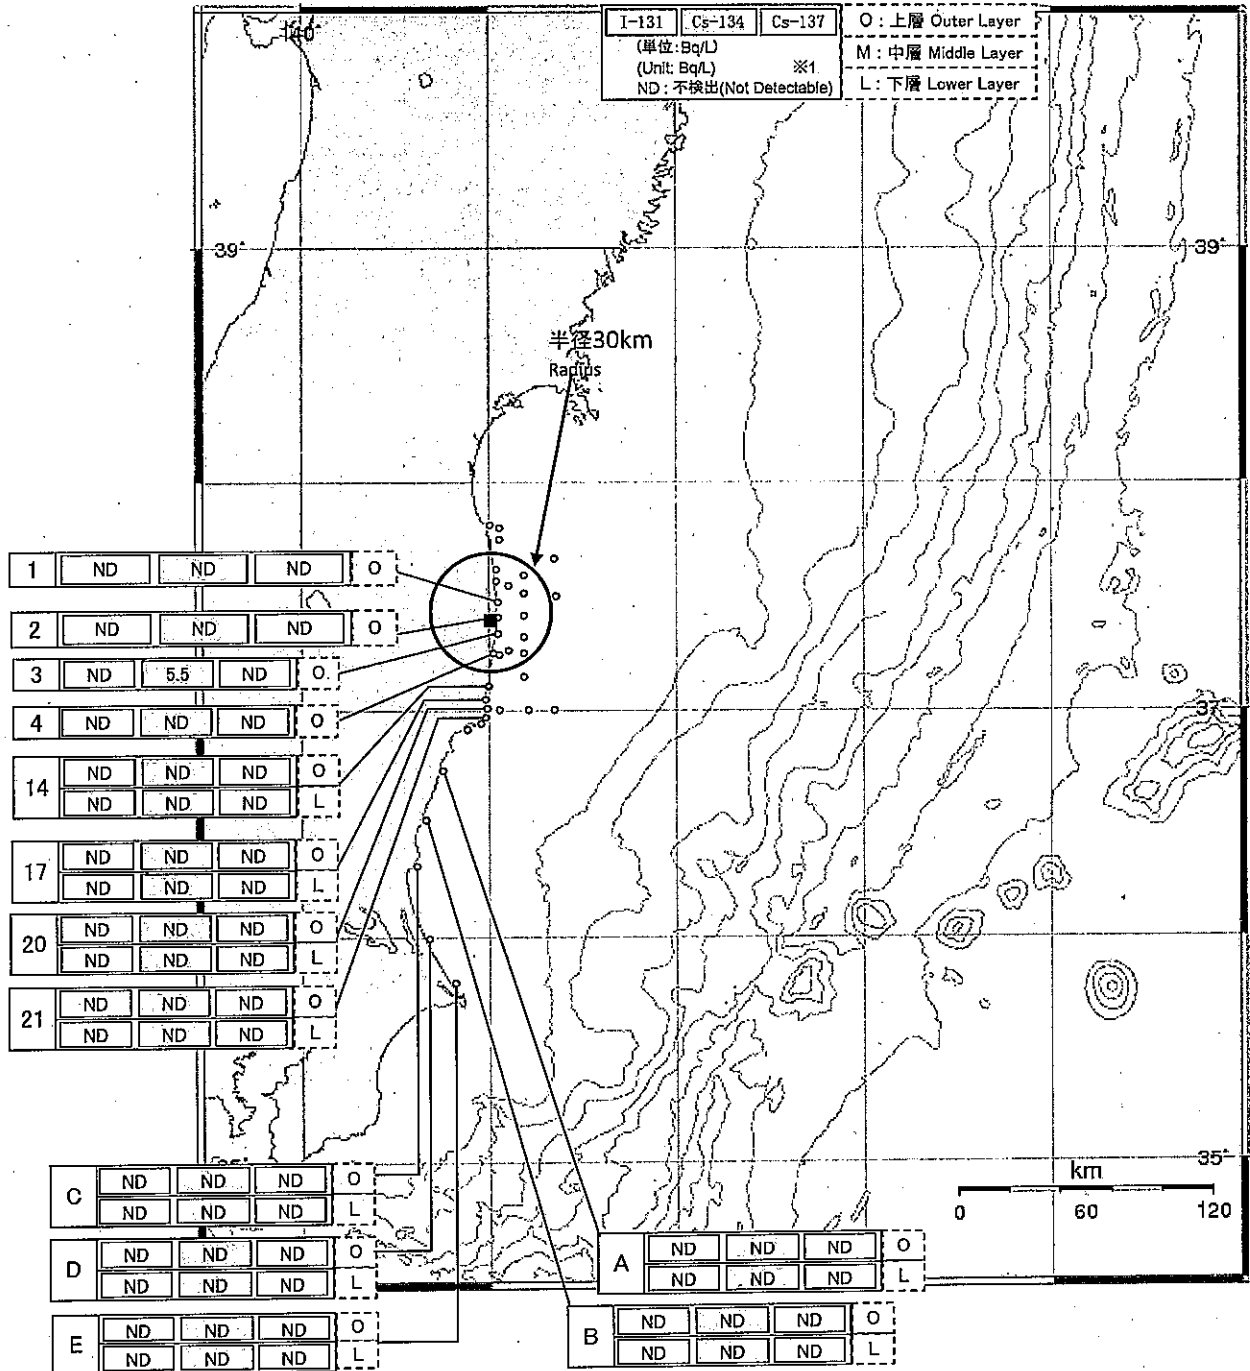 I-131 Cs-134 Cs-137
(単位:Bq/L)
(Unit: Bq/L) ※1
ND : 不検出(Not Detectable)
O : 上層 Outer Layer
M : 中層 Middle Layer
L : 下層 Lower Layer
140°
39° 39°
半径30km
Radius
1 ND ND ND O
2 ND ND ND O
3 ND 5.5 ND O
4 ND ND ND O
37°
14 ND ND ND O
ND ND ND L
17 ND ND ND O
ND ND ND L
20 ND ND ND O
ND ND ND L
21 ND ND ND O
ND ND ND L
35°
km
0 60 120
C ND ND ND O
ND ND ND L
D ND ND ND O
ND ND ND L
E ND ND ND O
ND ND ND L
A ND ND ND O
ND ND ND L
B ND ND ND O
ND ND ND L